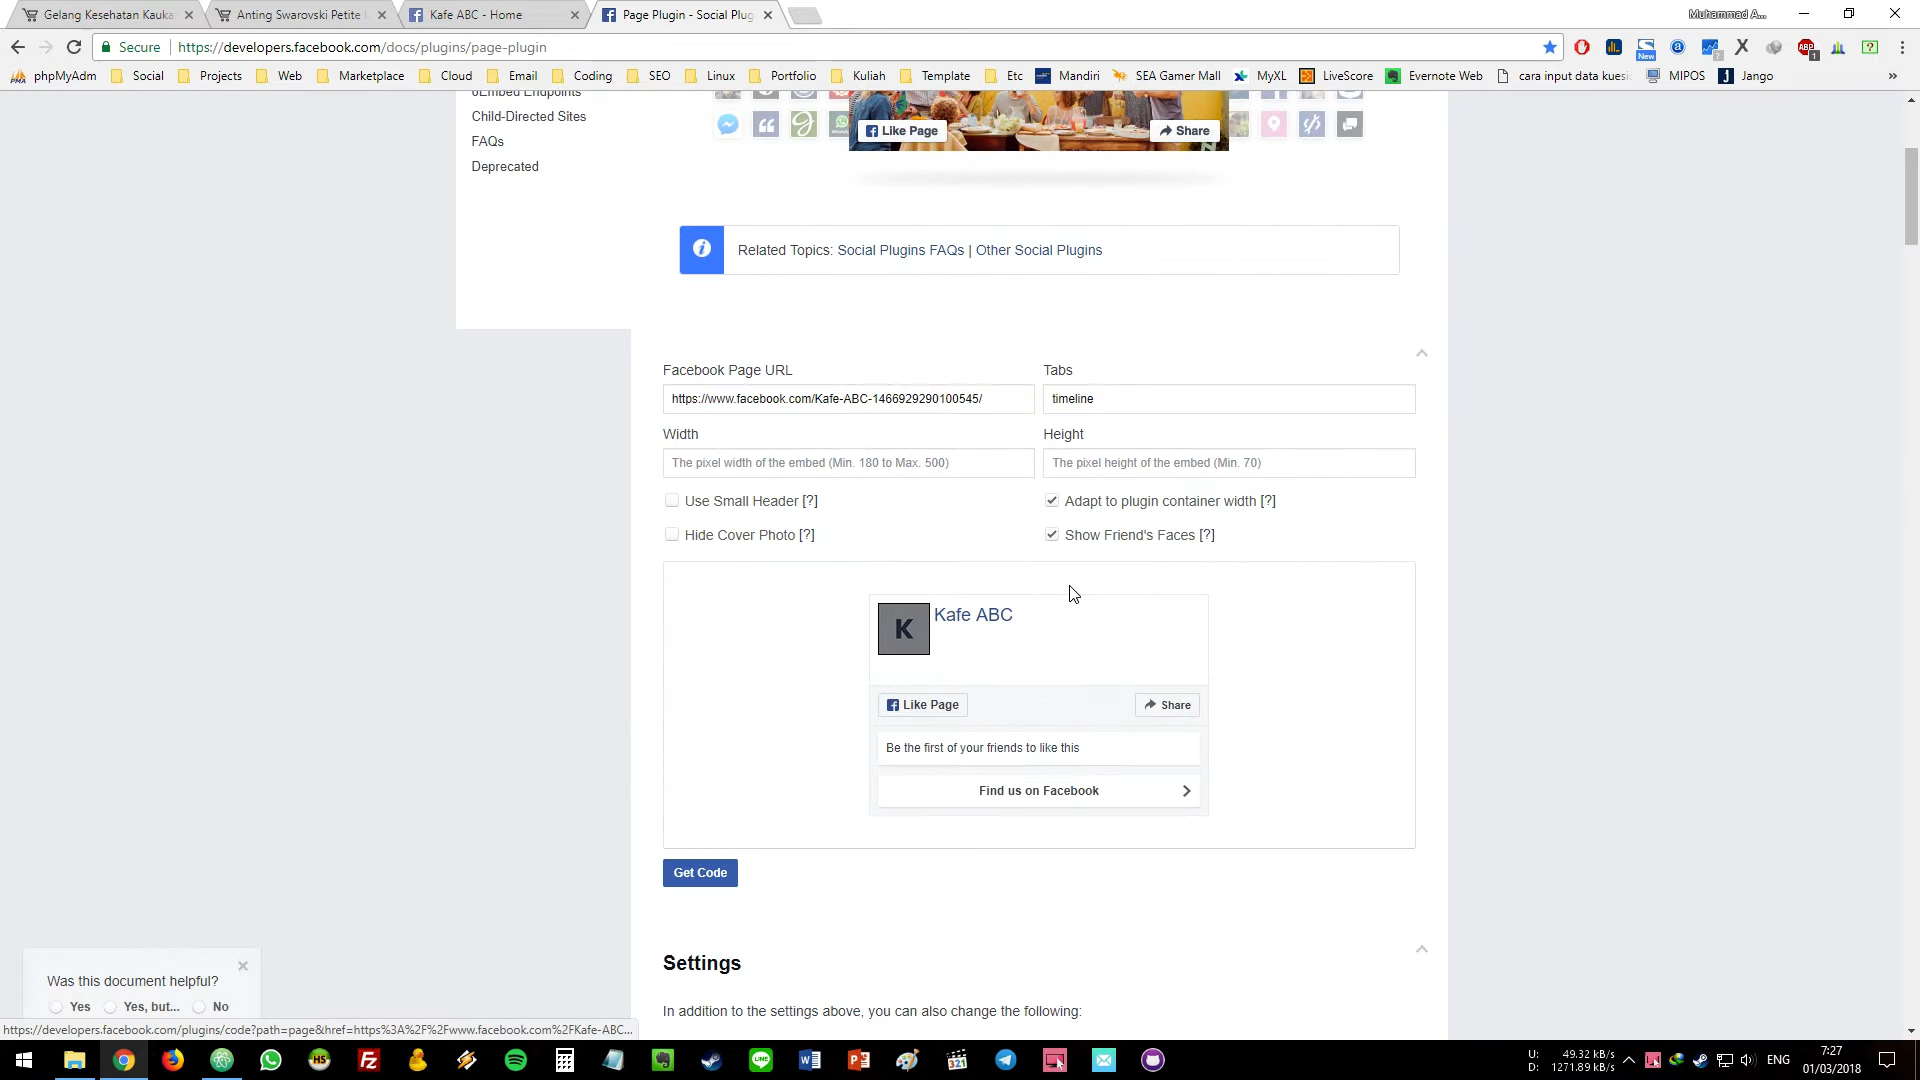 Gelang Kesehatan Kauka
Anting Swarovski Petite
Kafe ABC - Home
Page Plugin - Social Plug
Muhammad A...
Secure
https://developers.facebook.com/docs/plugins/page-plugin
phpMyAdm
Social
Projects
Web
Marketplace
Cloud
Email
Coding
SEO
Linux
Portfolio
Kuliah
Template
Etc
Mandiri
SEA Gamer Mall
MyXL
LiveScore
Evernote Web
cara input data kuesi
MIPOS
Jango
oEmbed Endpoints
Child-Directed Sites
FAQs
Deprecated
Like Page
Share
Related Topics: Social Plugins FAQs | Other Social Plugins
Facebook Page URL
Tabs
https://www.facebook.com/Kafe-ABC-1466929290100545/
timeline
Width
Height
The pixel width of the embed (Min. 180 to Max. 500)
The pixel height of the embed (Min. 70)
Use Small Header [?]
Adapt to plugin container width [?]
Hide Cover Photo [?]
Show Friend's Faces [?]
K
Kafe ABC
Like Page
Share
Be the first of your friends to like this
Find us on Facebook
Get Code
Settings
In addition to the settings above, you can also change the following:
Was this document helpful?
Yes
Yes, but...
No
https://developers.facebook.com/plugins/code?path=page&href=https%3A%2F%2Fwww.facebook.com%2FKafe-ABC...
U: 49.32 kB/s
D: 1271.89 kB/s
ENG
7:27
01/03/2018